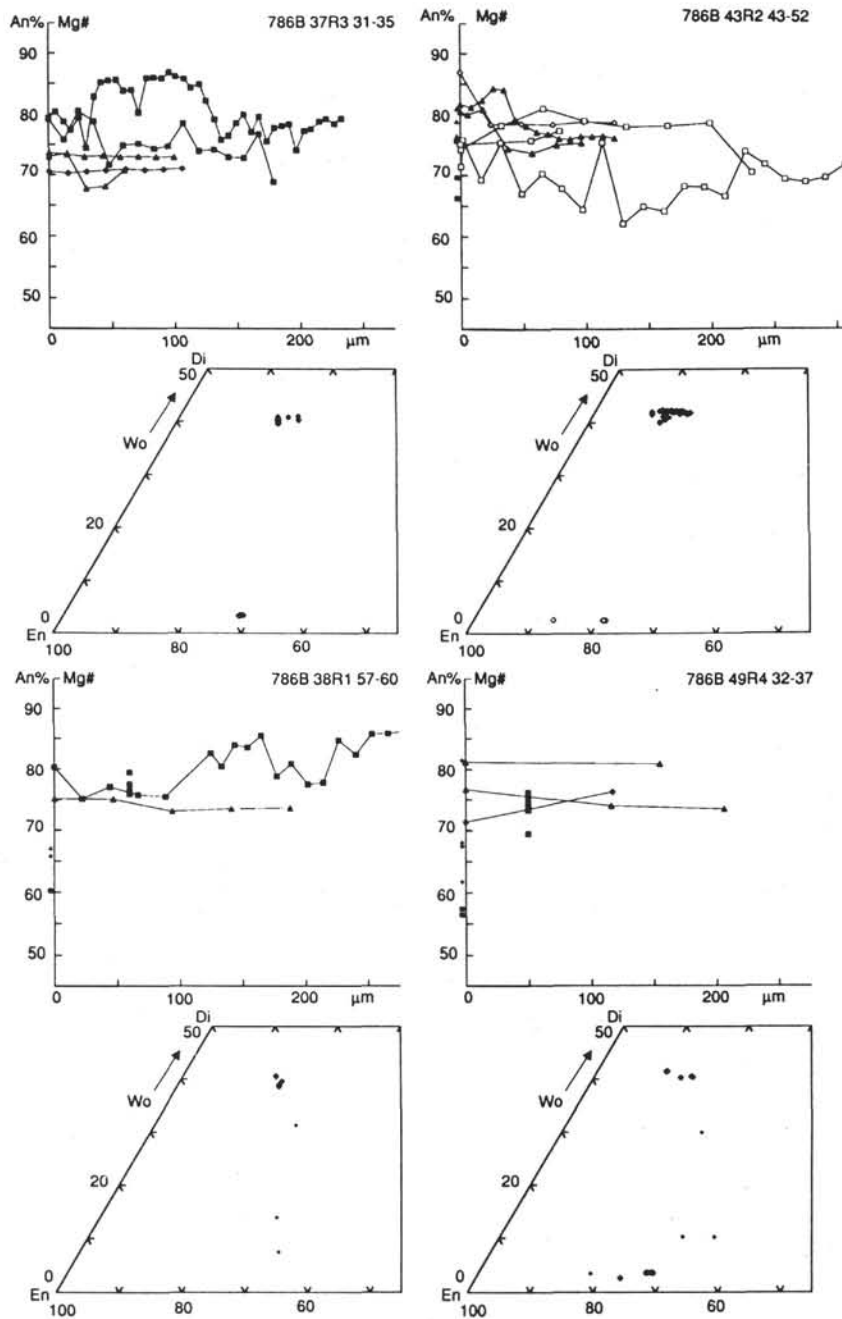 An% Mg# 786B 37R3 31-35
90
80
70
60
50
0 100 200 µm
An% Mg# 786B 43R2 43-52
90
80
70
60
50
0 100 200 µm 300
Di
50
Wo
20
0
En
100 80 60
Di
50
Wo
20
0
En
100 80 60
An% Mg# 786B 38R1 57-60
90
80
70
60
50
0 100 200 µm
An% Mg# 786B 49R4 32-37
90
80
70
60
50
0 100 200 µm
Di
50
Wo
20
0
En
100 80 60
Di
50
Wo
20
0
En
100 80 60